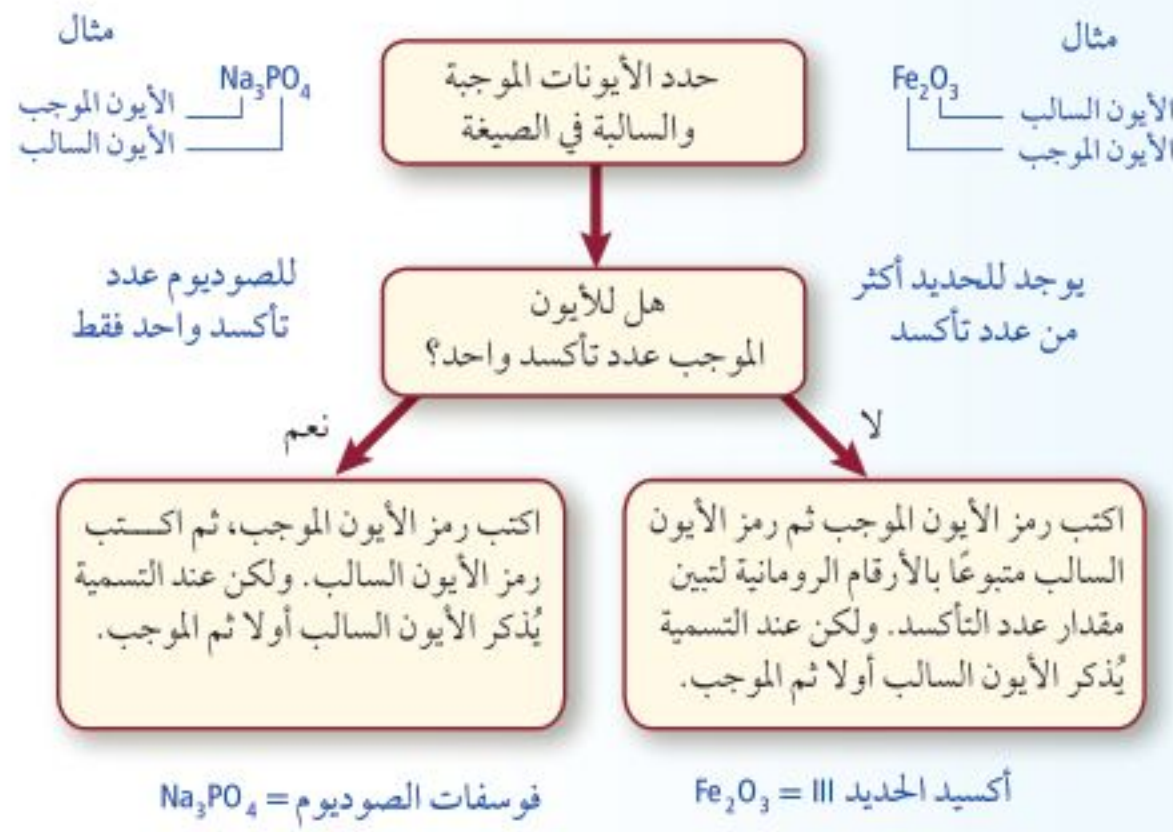 مثال
Fe₂O₃
الأيون السالب
الأيون الموجب
حدد الأيونات الموجبة
والسالبة في الصيغة
مثال
Na₃PO₄
الأيون الموجب
الأيون السالب
يوجد للحديد أكثر
من عدد تأكسد
هل للأيون
الموجب عدد تأكسد واحد؟
للصوديوم عدد
تأكسد واحد فقط
لا
نعم
اكتب رمز الأيون الموجب ثم رمز الأيون
السالب متبوعًا بالأرقام الرومانية لتبين
مقدار عدد التأكسد. ولكن عند التسمية
يُذكر الأيون السالب أولا ثم الموجب.
اكتب رمز الأيون الموجب، ثم اكـــتب
رمز الأيون السالب. ولكن عند التسمية
يُذكر الأيون السالب أولا ثم الموجب.
أكسيد الحديد Fe₂O₃ = III
فوسفات الصوديوم = Na₃PO₄